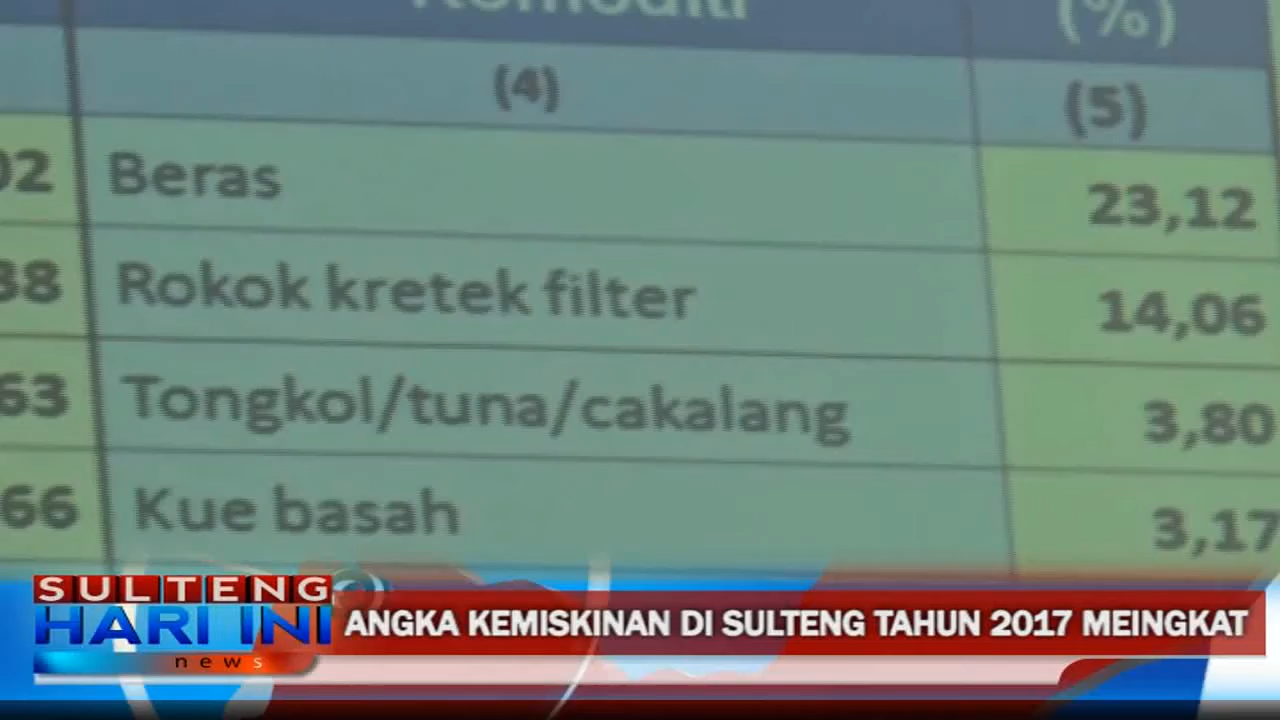 Komoditi (%)
(4) (5)
02 Beras 23,12
38 Rokok kretek filter 14,06
63 Tongkol/tuna/cakalang 3,80
66 Kue basah 3,17
SULTENG
HARI INI
news
ANGKA KEMISKINAN DI SULTENG TAHUN 2017 MEINGKAT